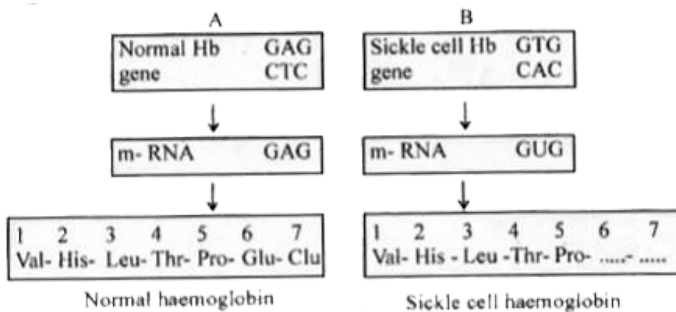 A
Normal Hb GAG
gene CTC
m- RNA GAG
1 2 3 4 5 6 7
Val- His- Leu- Thr- Pro- Glu- Clu
Normal haemoglobin
B
Sickle cell Hb GTG
gene CAC
m- RNA GUG
1 2 3 4 5 6 7
Val- His - Leu -Thr- Pro- .....- .....
Sickle cell haemoglobin